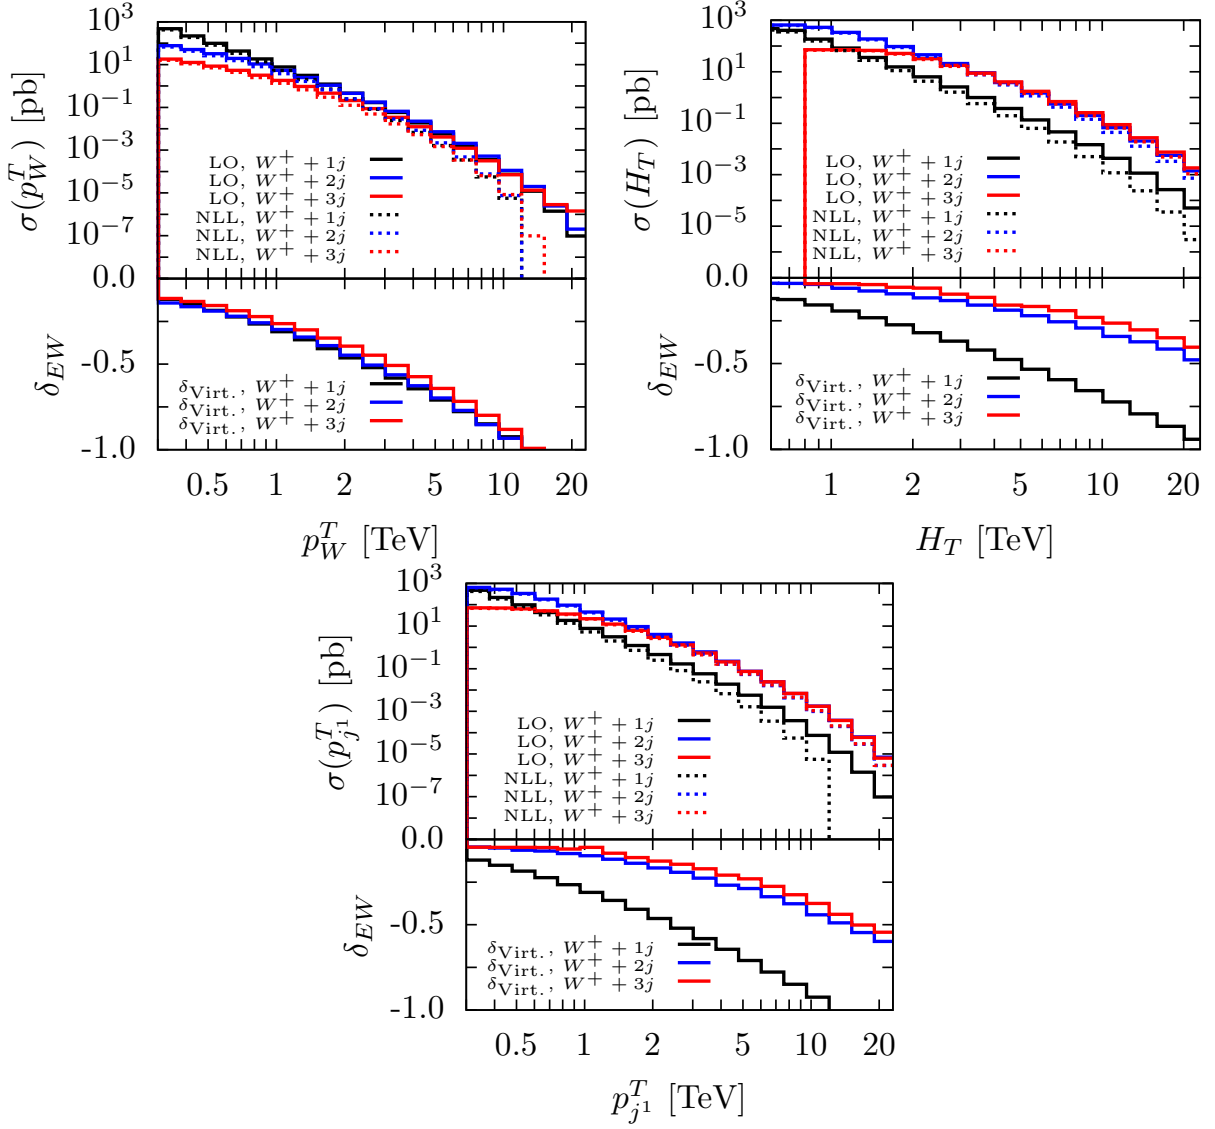 σ(p_W^T) [pb]
10^3
10^1
10^-1
10^-3
10^-5
10^-7
0.0
LO, W^+ + 1j
LO, W^+ + 2j
LO, W^+ + 3j
NLL, W^+ + 1j
NLL, W^+ + 2j
NLL, W^+ + 3j
δ_EW
-0.5
-1.0
δ_Virt., W^+ + 1j
δ_Virt., W^+ + 2j
δ_Virt., W^+ + 3j
0.5 1 2 5 10 20
p_W^T [TeV]
σ(H_T) [pb]
10^3
10^1
10^-1
10^-3
10^-5
0.0
LO, W^+ + 1j
LO, W^+ + 2j
LO, W^+ + 3j
NLL, W^+ + 1j
NLL, W^+ + 2j
NLL, W^+ + 3j
δ_EW
-0.5
-1.0
δ_Virt., W^+ + 1j
δ_Virt., W^+ + 2j
δ_Virt., W^+ + 3j
1 2 5 10 20
H_T [TeV]
σ(p_{j^1}^T) [pb]
10^3
10^1
10^-1
10^-3
10^-5
10^-7
0.0
LO, W^+ + 1j
LO, W^+ + 2j
LO, W^+ + 3j
NLL, W^+ + 1j
NLL, W^+ + 2j
NLL, W^+ + 3j
δ_EW
-0.5
-1.0
δ_Virt., W^+ + 1j
δ_Virt., W^+ + 2j
δ_Virt., W^+ + 3j
0.5 1 2 5 10 20
p_{j^1}^T [TeV]